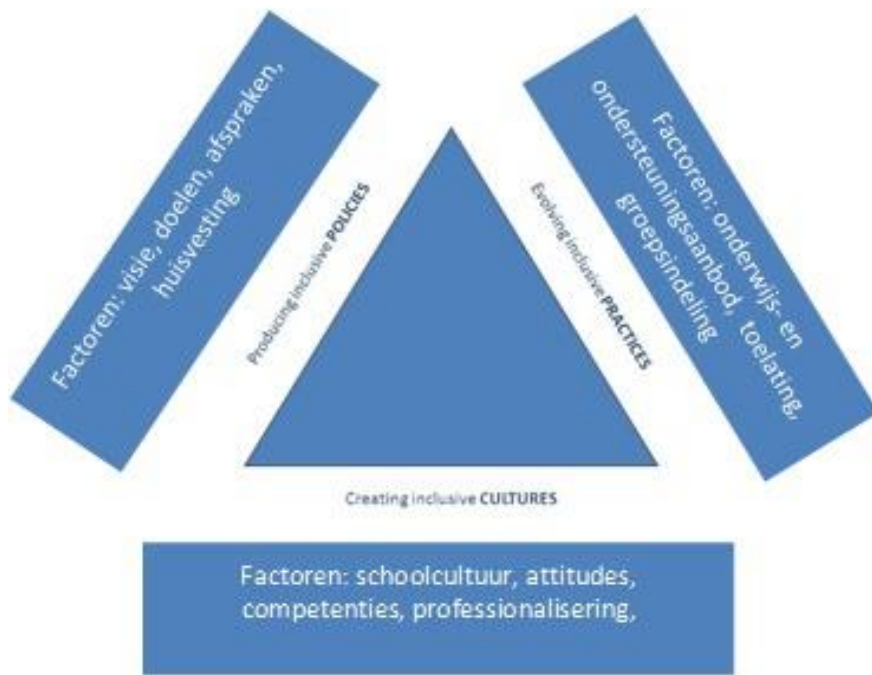 Factoren: visie, doelen, afspraken,
huisvesting
Producing inclusive POLICIES
Evolving inclusive PRACTICES
Factoren: onderwijs- en
ondersteuningsaanbod, toelating,
groepsindeling
Creating inclusive CULTURES
Factoren: schoolcultuur, attitudes,
competenties, professionalisering,